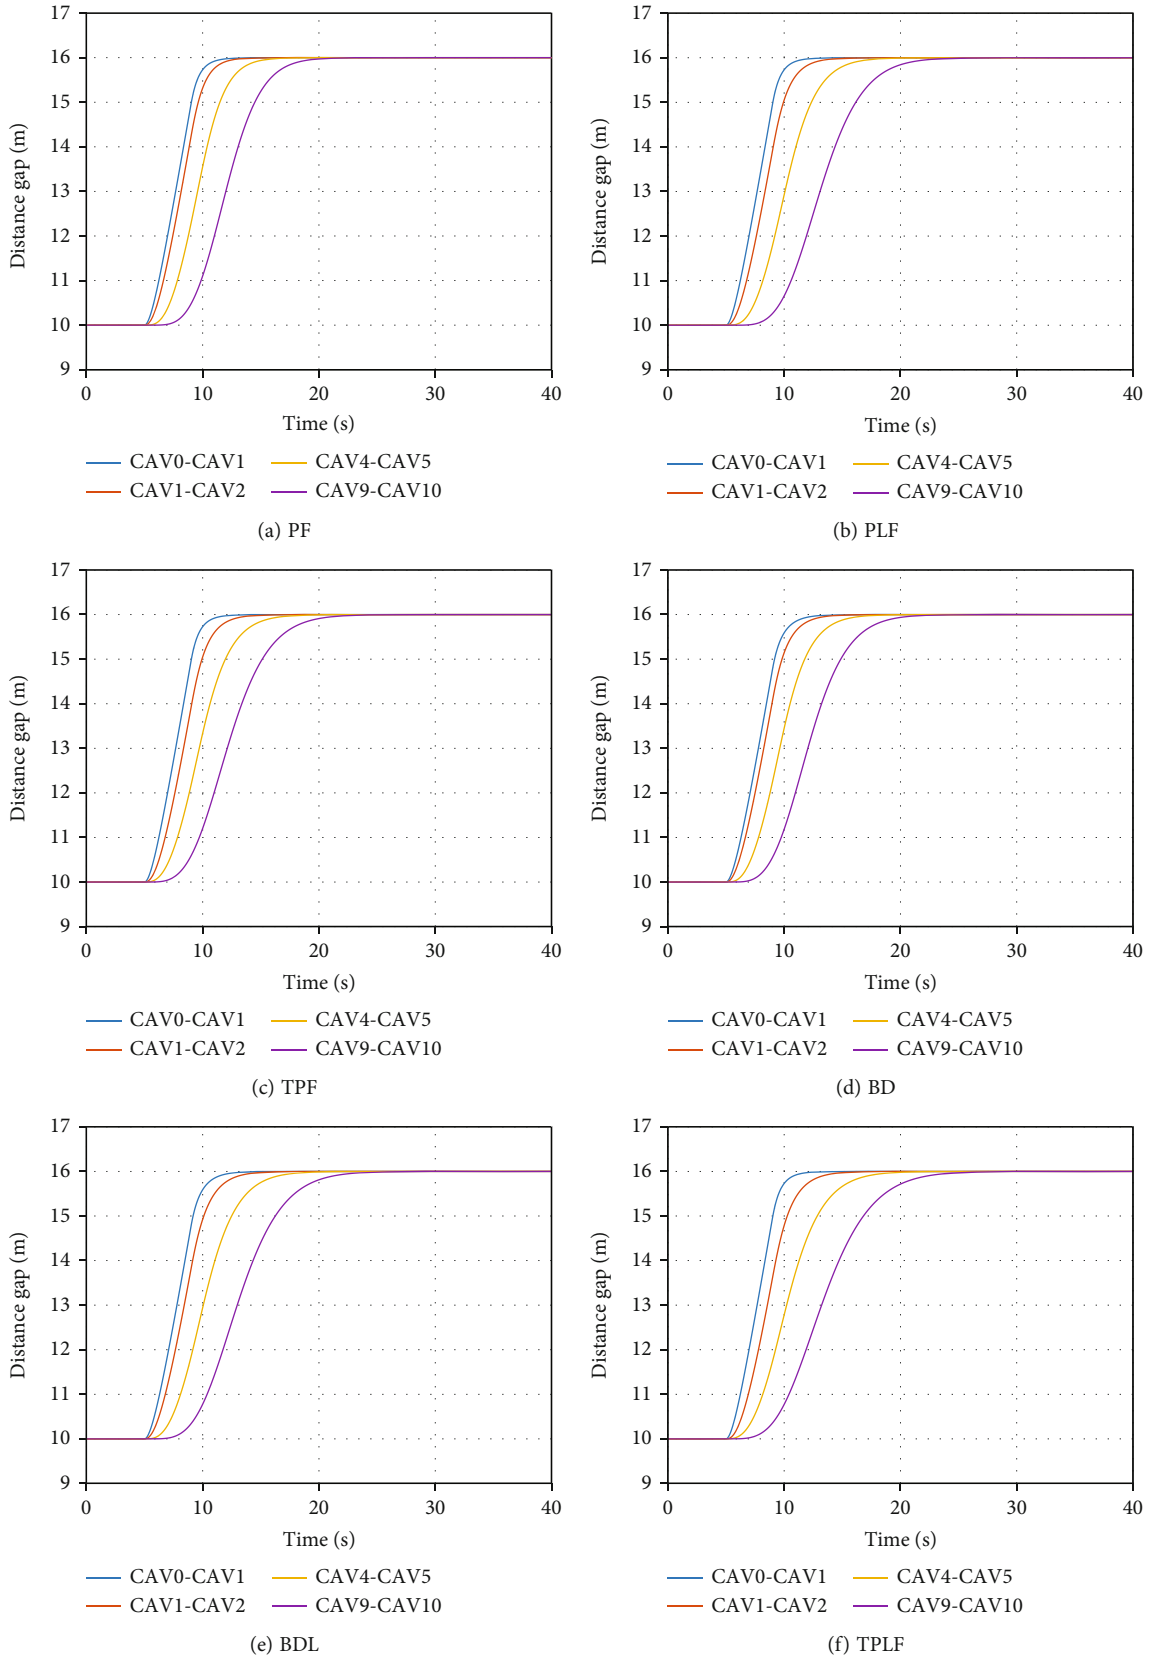 17
16
15
14
13
12
11
10
9
Distance gap (m)
0 10 20 30 40
Time (s)
CAV0-CAV1 CAV4-CAV5
CAV1-CAV2 CAV9-CAV10
(a) PF
17
16
15
14
13
12
11
10
9
Distance gap (m)
0 10 20 30 40
Time (s)
CAV0-CAV1 CAV4-CAV5
CAV1-CAV2 CAV9-CAV10
(b) PLF
17
16
15
14
13
12
11
10
9
Distance gap (m)
0 10 20 30 40
Time (s)
CAV0-CAV1 CAV4-CAV5
CAV1-CAV2 CAV9-CAV10
(c) TPF
17
16
15
14
13
12
11
10
9
Distance gap (m)
0 10 20 30 40
Time (s)
CAV0-CAV1 CAV4-CAV5
CAV1-CAV2 CAV9-CAV10
(d) BD
17
16
15
14
13
12
11
10
9
Distance gap (m)
0 10 20 30 40
Time (s)
CAV0-CAV1 CAV4-CAV5
CAV1-CAV2 CAV9-CAV10
(e) BDL
17
16
15
14
13
12
11
10
9
Distance gap (m)
0 10 20 30 40
Time (s)
CAV0-CAV1 CAV4-CAV5
CAV1-CAV2 CAV9-CAV10
(f) TPLF